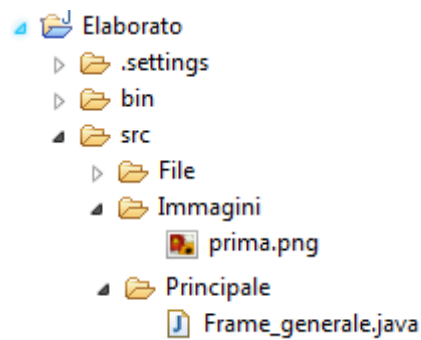 Elaborato
.settings
bin
src
File
Immagini
prima.png
Principale
Frame_generale.java